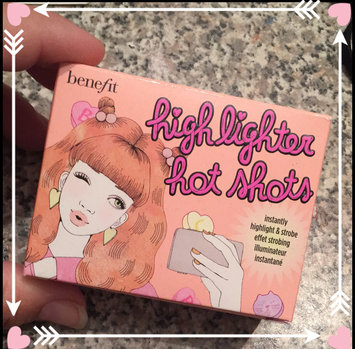 benefit
high lighter
hot shots
instantly
highlight & strobe
effet strobing
illuminateur
instantané
B